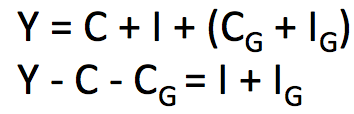 Y = C + I + (C_G + I_G)
Y - C - C_G = I + I_G